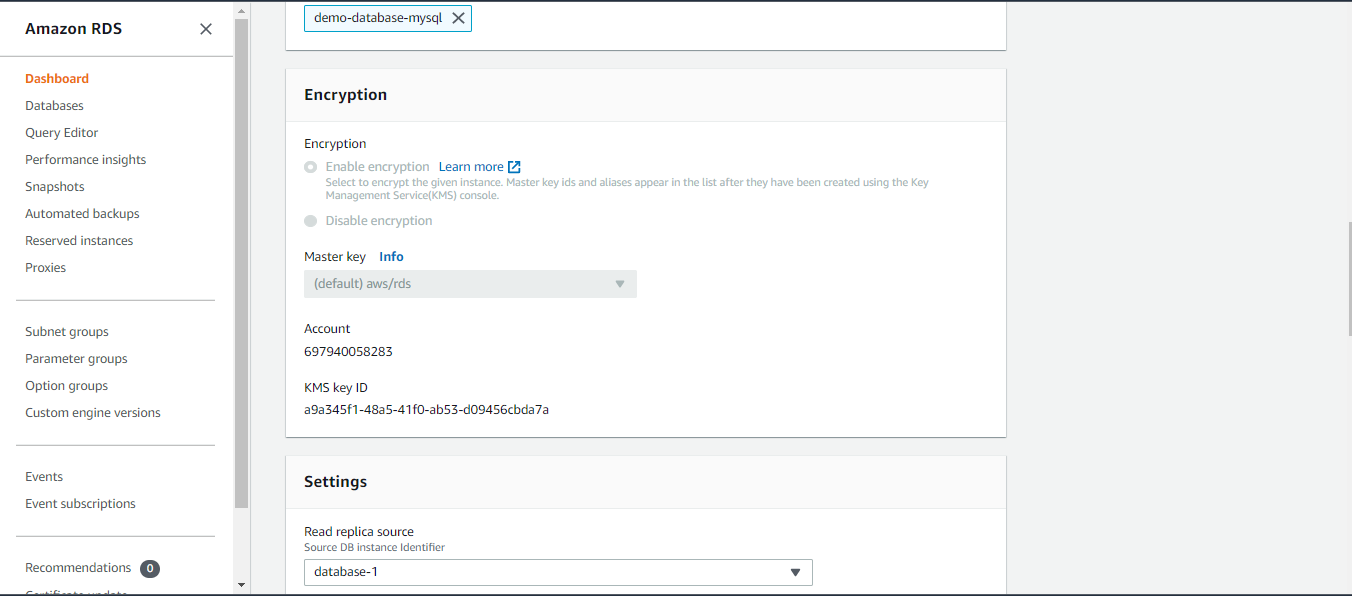 Amazon RDS
Dashboard
Databases
Query Editor
Performance insights
Snapshots
Automated backups
Reserved instances
Proxies
Subnet groups
Parameter groups
Option groups
Custom engine versions
Events
Event subscriptions
Recommendations 0
Certificate update
demo-database-mysql
Encryption
Encryption
Enable encryption Learn more
Select to encrypt the given instance. Master key ids and aliases appear in the list after they have been created using the Key
Management Service(KMS) console.
Disable encryption
Master key Info
(default) aws/rds
Account
697940058283
KMS key ID
a9a345f1-48a5-41f0-ab53-d09456cbda7a
Settings
Read replica source
Source DB instance Identifier
database-1